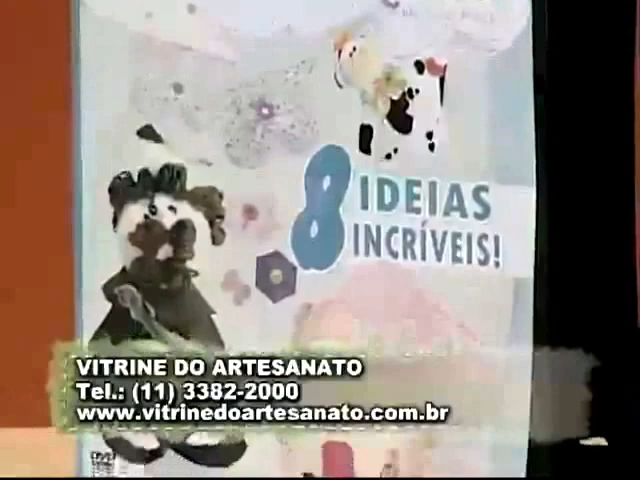 8 IDEIAS
INCRÍVEIS!
VITRINE DO ARTESANATO
Tel.: (11) 3382-2000
www.vitrinedoartesanato.com.br